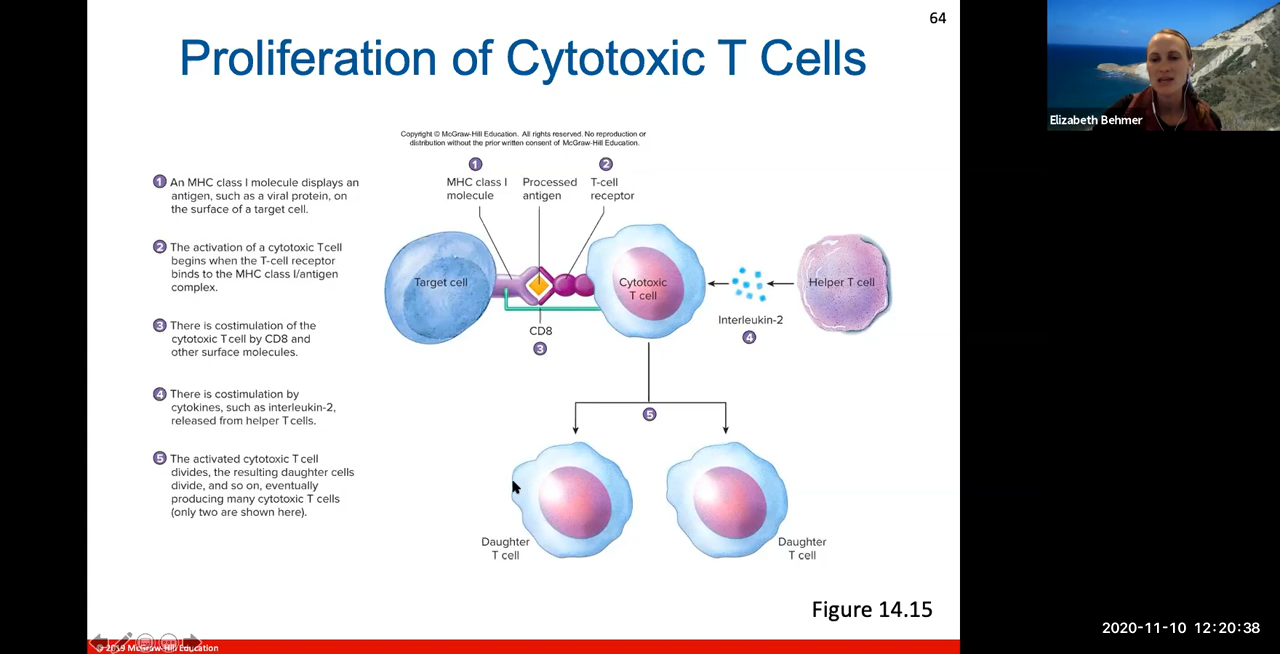 64
Proliferation of Cytotoxic T Cells
Elizabeth Behmer
Copyright © McGraw-Hill Education. All rights reserved. No reproduction or
distribution without the prior written consent of McGraw-Hill Education.
1 An MHC class I molecule displays an
antigen, such as a viral protein, on
the surface of a target cell.
2 The activation of a cytotoxic T cell
begins when the T-cell receptor
binds to the MHC class I/antigen
complex.
3 There is costimulation of the
cytotoxic T cell by CD8 and
other surface molecules.
4 There is costimulation by
cytokines, such as interleukin-2,
released from helper T cells.
5 The activated cytotoxic T cell
divides, the resulting daughter cells
divide, and so on, eventually
producing many cytotoxic T cells
(only two are shown here).
1
MHC class I
molecule
Processed
antigen
2
T-cell
receptor
Target cell
Cytotoxic
T cell
Helper T cell
CD8
3
Interleukin-2
4
5
Daughter
T cell
Daughter
T cell
Figure 14.15
© 2019 McGraw-Hill Education
2020-11-10 12:20:38